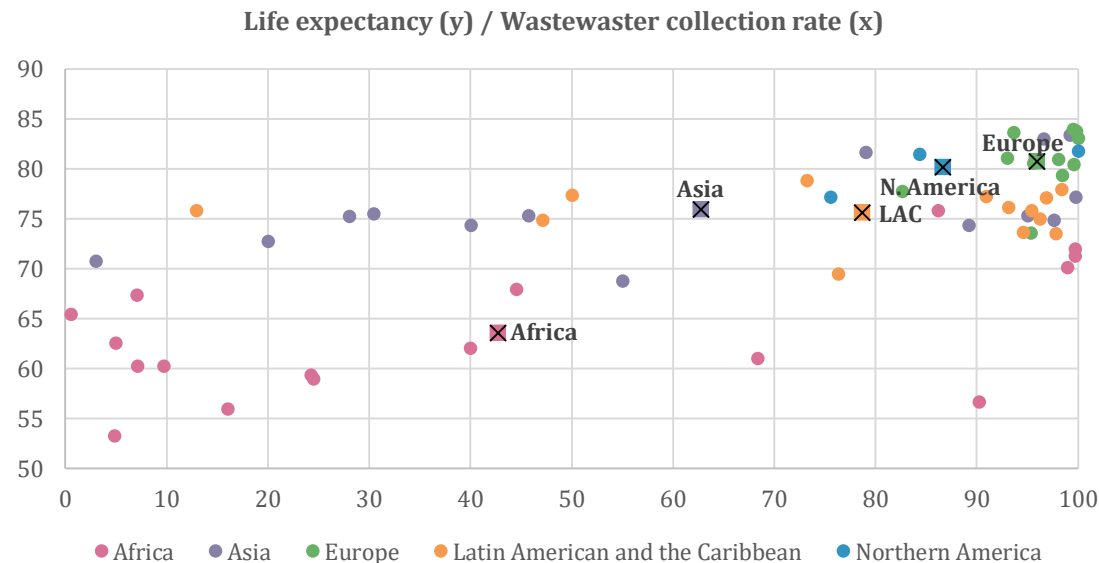 Life expectancy (y) / Wastewaster collection rate (x)
90
85
80
75
70
65
60
55
50
Europe
N. America
Asia
LAC
Africa
0 10 20 30 40 50 60 70 80 90 100
Africa Asia Europe Latin American and the Caribbean Northern America